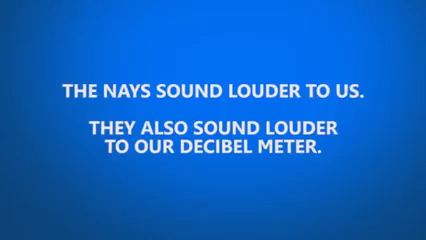 THE NAYS SOUND LOUDER TO US.
THEY ALSO SOUND LOUDER
TO OUR DECIBEL METER.